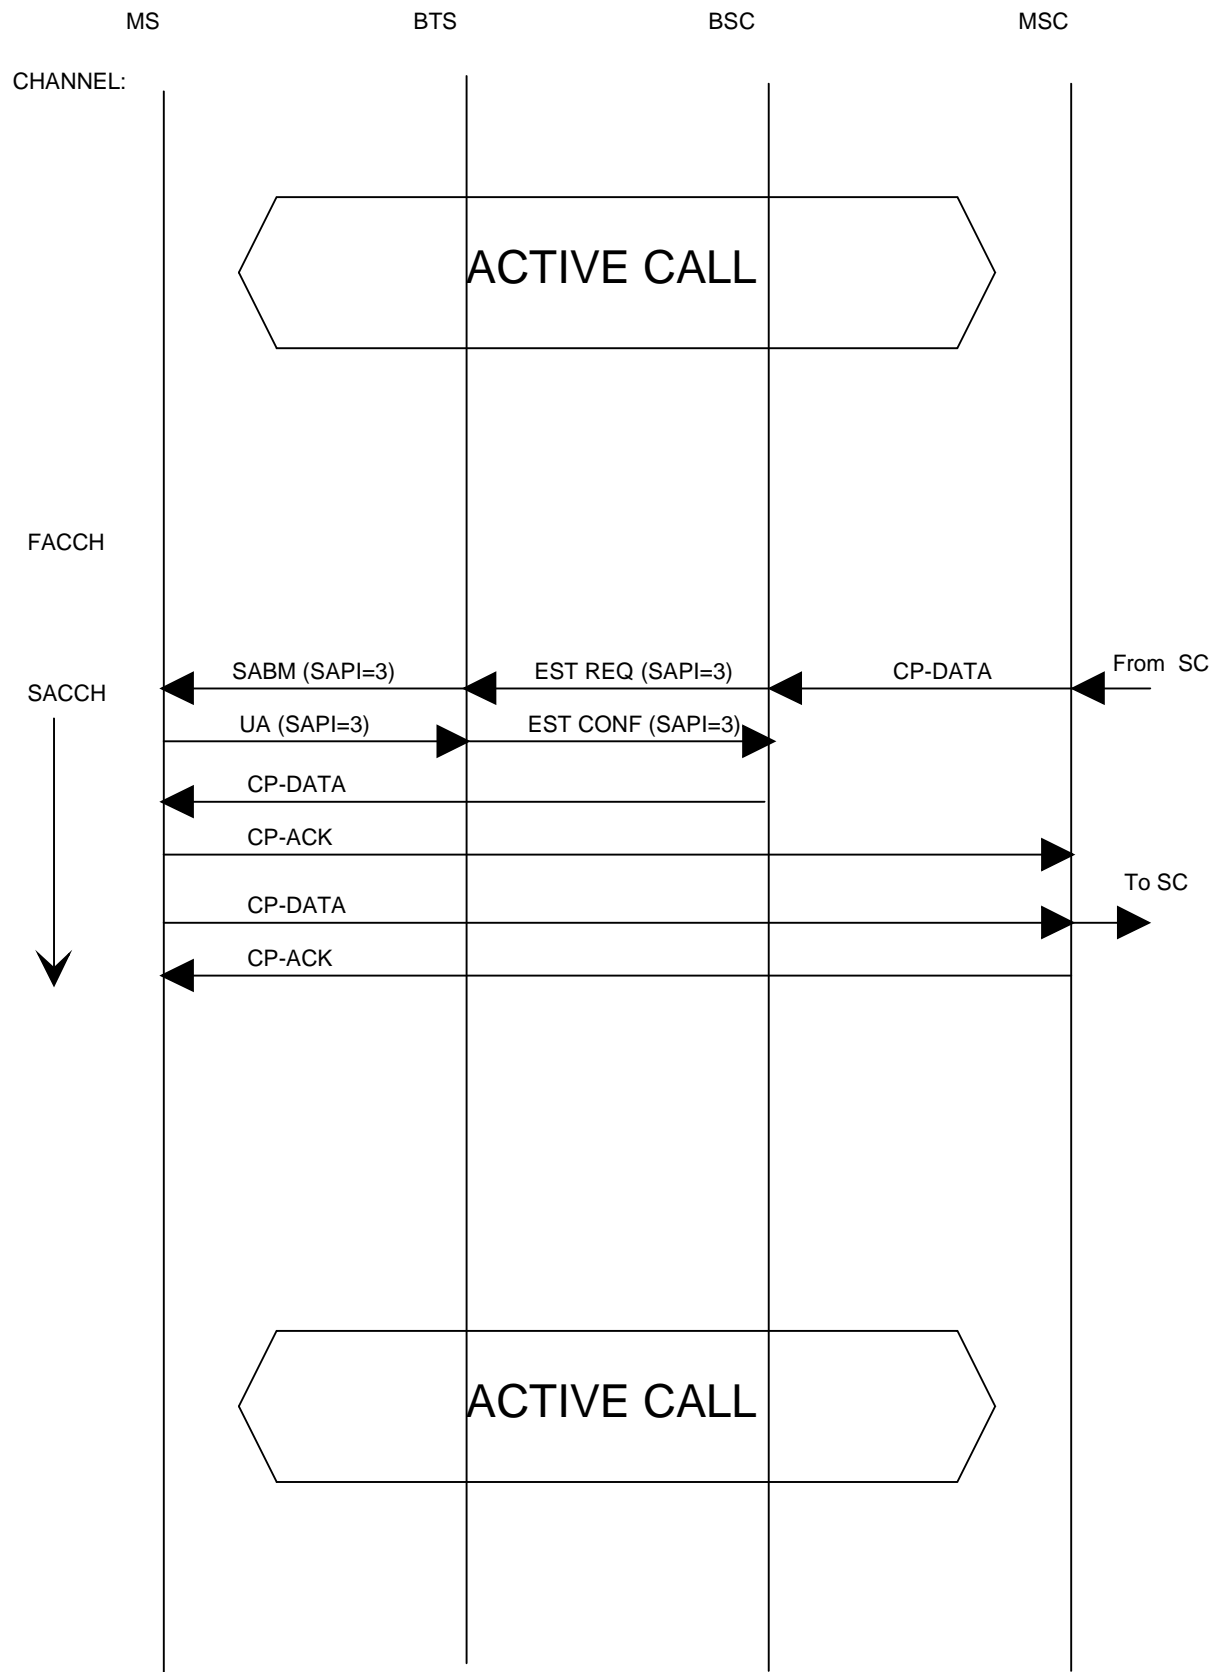 MS BTS BSC MSC
CHANNEL:
ACTIVE CALL
FACCH
SABM (SAPI=3) EST REQ (SAPI=3) CP-DATA From SC
SACCH
UA (SAPI=3) EST CONF (SAPI=3)
CP-DATA
CP-ACK
To SC
CP-DATA
CP-ACK
ACTIVE CALL